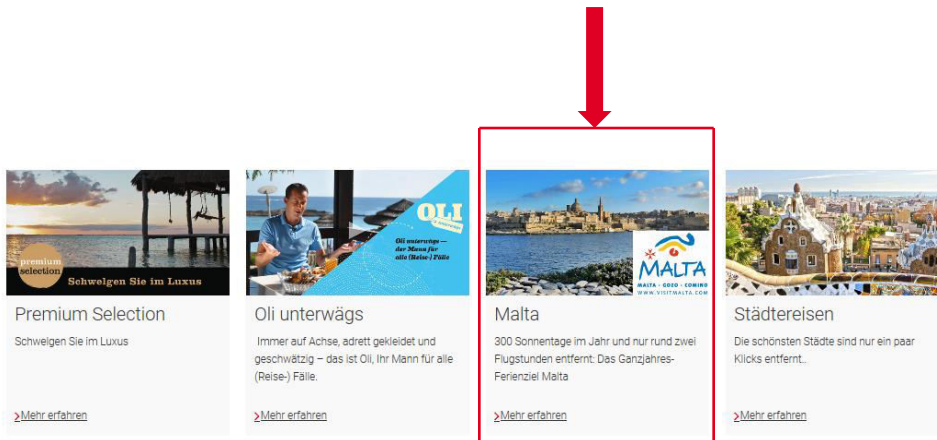 premium
selection
Schwelgen Sie im Luxus
Premium Selection
Schwelgen Sie im Luxus
>Mehr erfahren
OLI
Oli unterwägs –
der Mann für
alle (Reise-) Fälle
Oli unterwägs
Immer auf Achse, adrett gekleidet und
geschwätzig – das ist Oli, Ihr Mann für alle
(Reise-) Fälle.
>Mehr erfahren
MALTA
MALTA • GOZO • COMINO
WWW.VISITMALTA.COM
Malta
300 Sonnentage im Jahr und nur rund zwei
Flugstunden entfernt: Das Ganzjahres-
Ferienziel Malta
>Mehr erfahren
Städtereisen
Die schönsten Städte sind nur ein paar
Klicks entfernt..
>Mehr erfahren